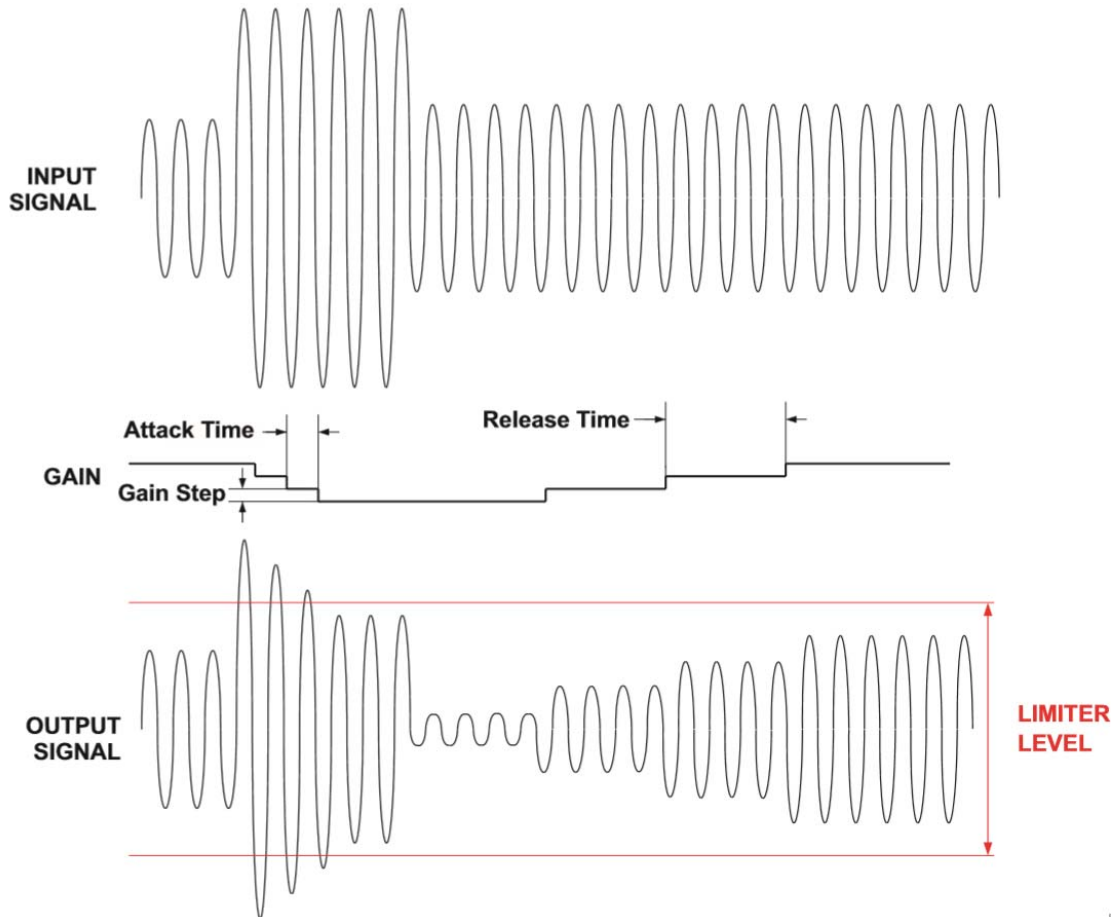 INPUT
SIGNAL
Attack Time
Release Time
GAIN
Gain Step
OUTPUT
SIGNAL
LIMITER
LEVEL